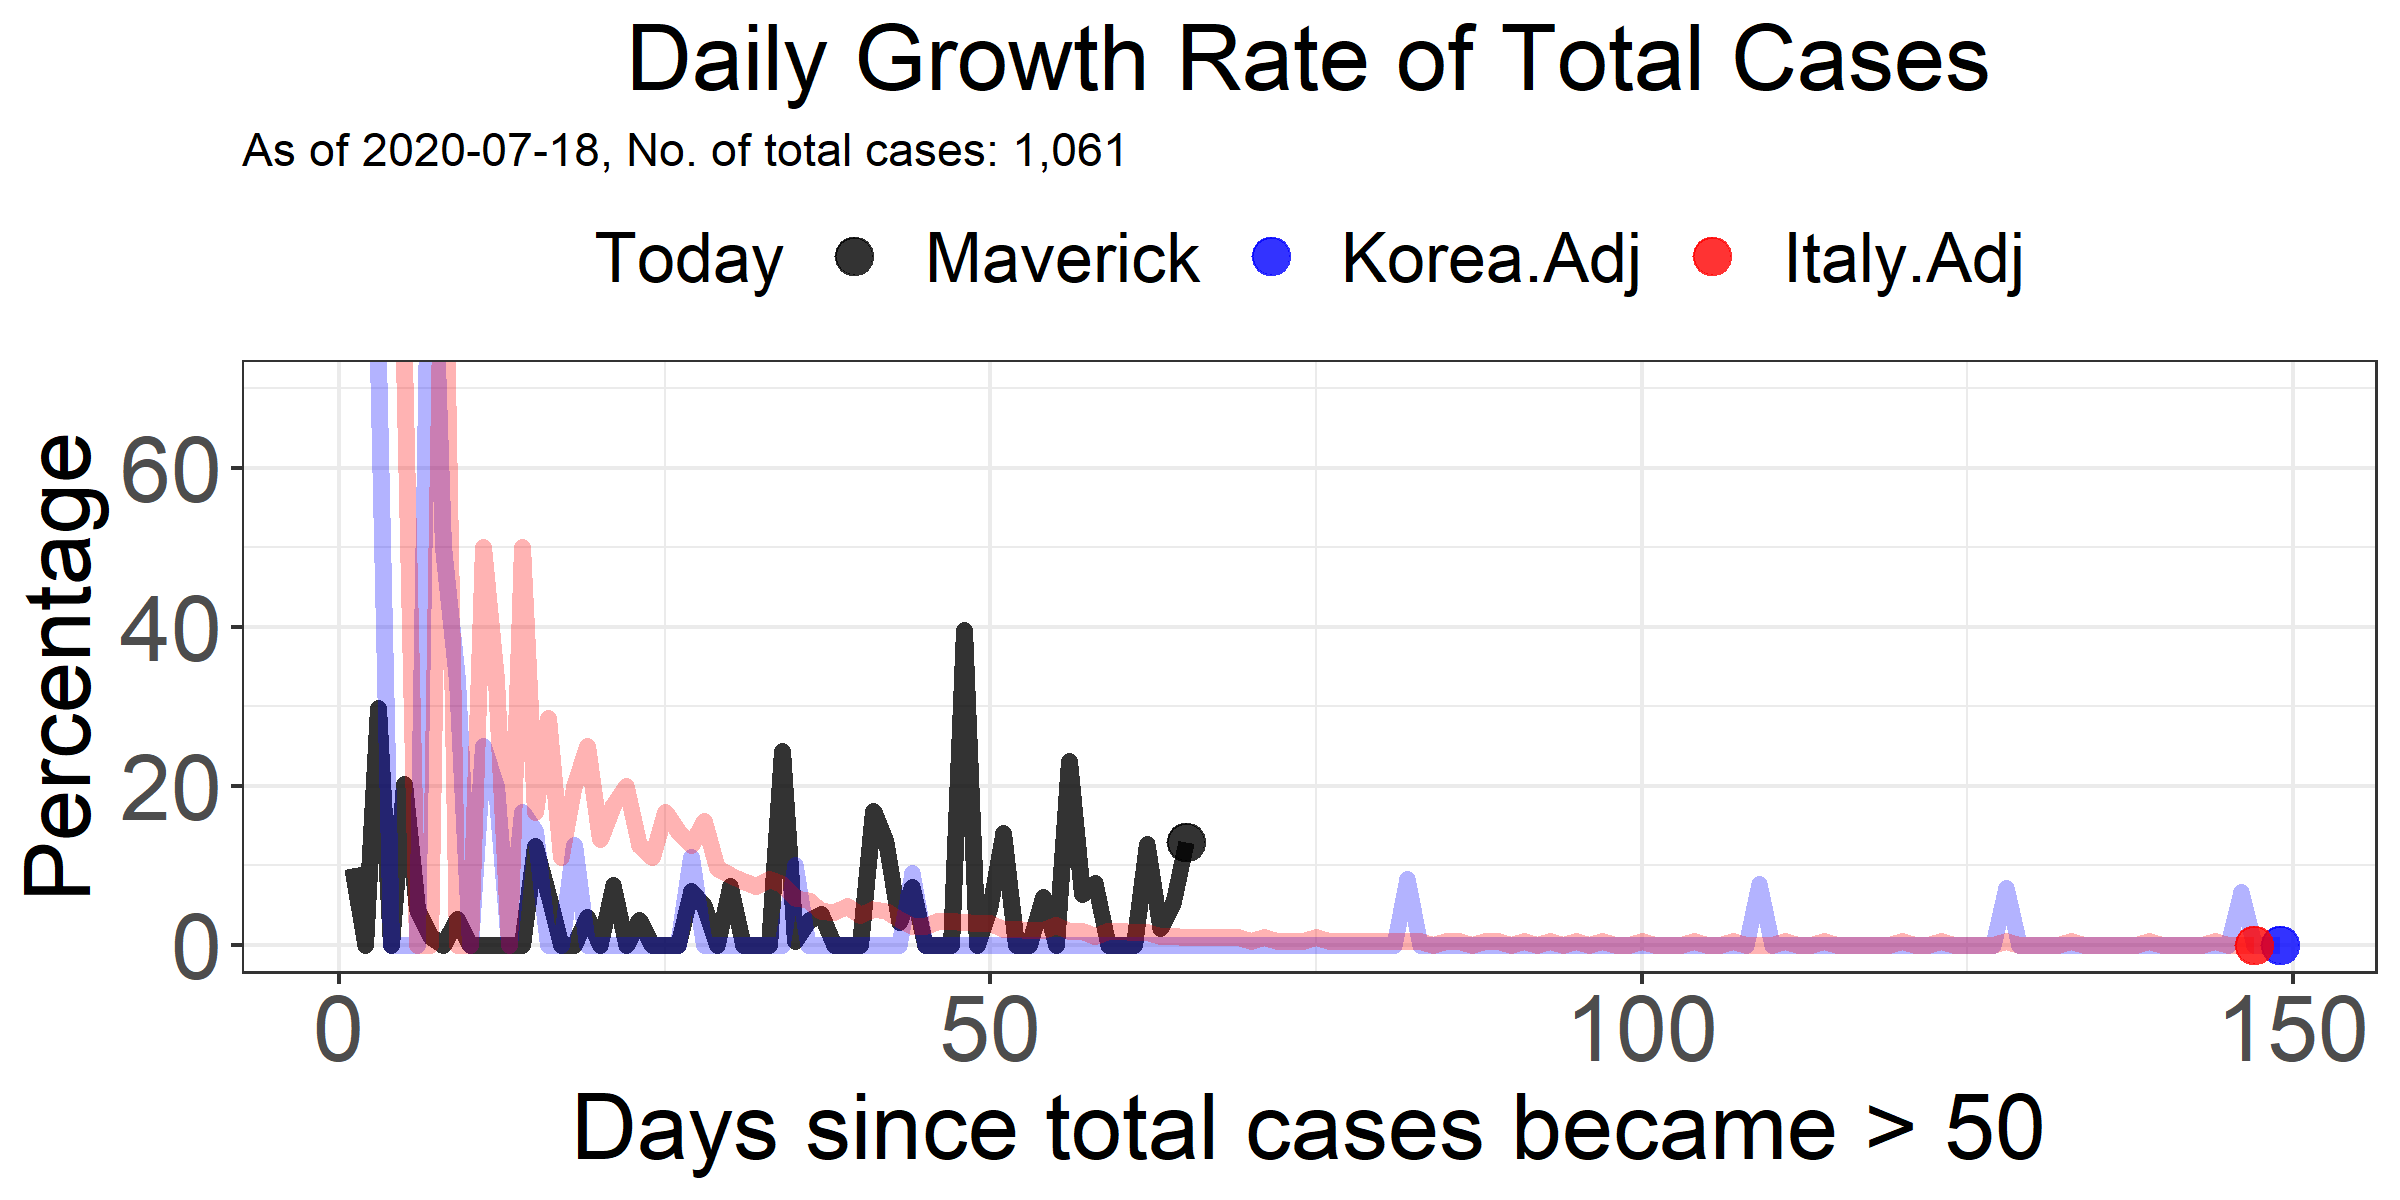 Daily Growth Rate of Total Cases
As of 2020-07-18, No. of total cases: 1,061
Today Maverick Korea.Adj Italy.Adj
Percentage
60
40
20
0
0 50 100 150
Days since total cases became > 50